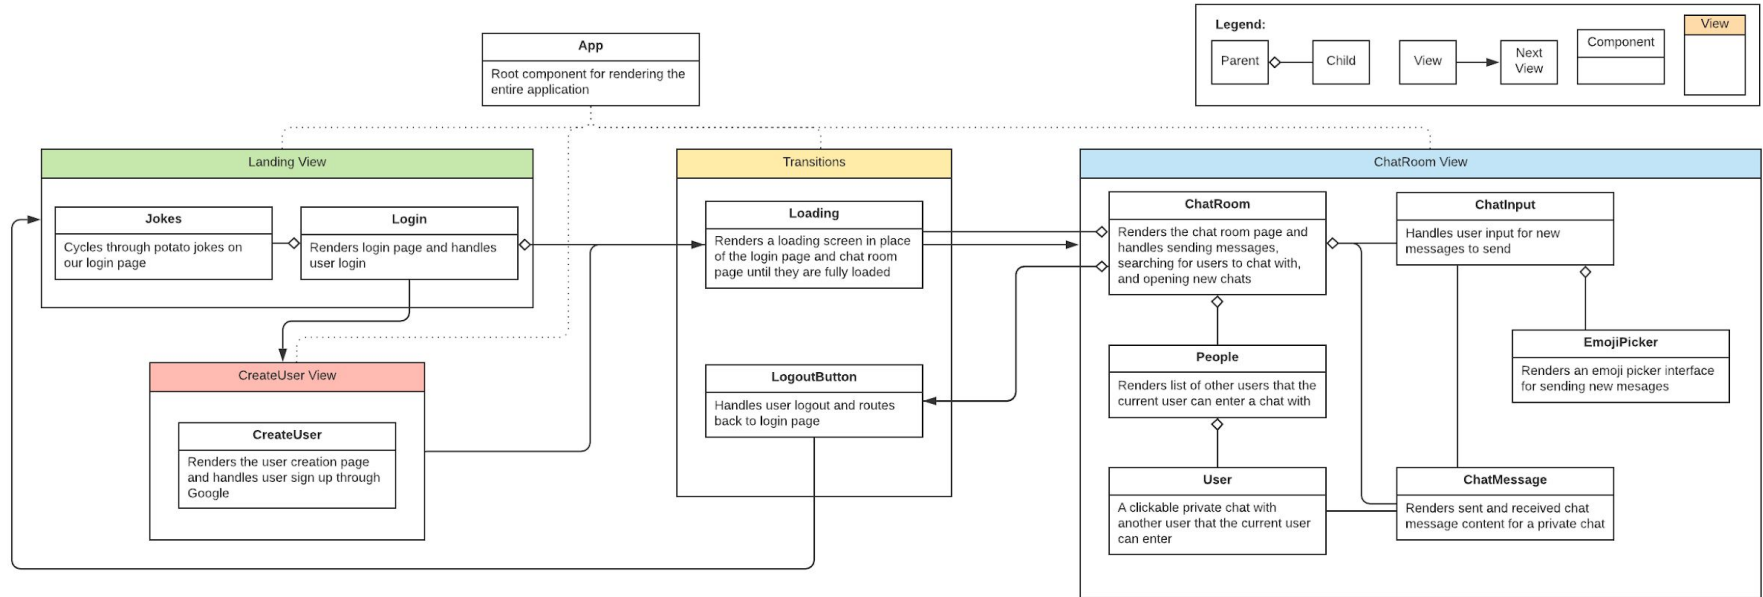 Legend:
Parent
Child
View
Next
View
Component
View
App
Root component for rendering the
entire application
Landing View
Jokes
Cycles through potato jokes on
our login page
Login
Renders login page and handles
user login
CreateUser View
CreateUser
Renders the user creation page
and handles user sign up through
Google
Transitions
Loading
Renders a loading screen in place
of the login page and chat room
page until they are fully loaded
LogoutButton
Handles user logout and routes
back to login page
ChatRoom View
ChatRoom
Renders the chat room page and
handles sending messages,
searching for users to chat with,
and opening new chats
ChatInput
Handles user input for new
messages to send
EmojiPicker
Renders an emoji picker interface
for sending new mesages
People
Renders list of other users that the
current user can enter a chat with
User
A clickable private chat with
another user that the current user
can enter
ChatMessage
Renders sent and received chat
message content for a private chat